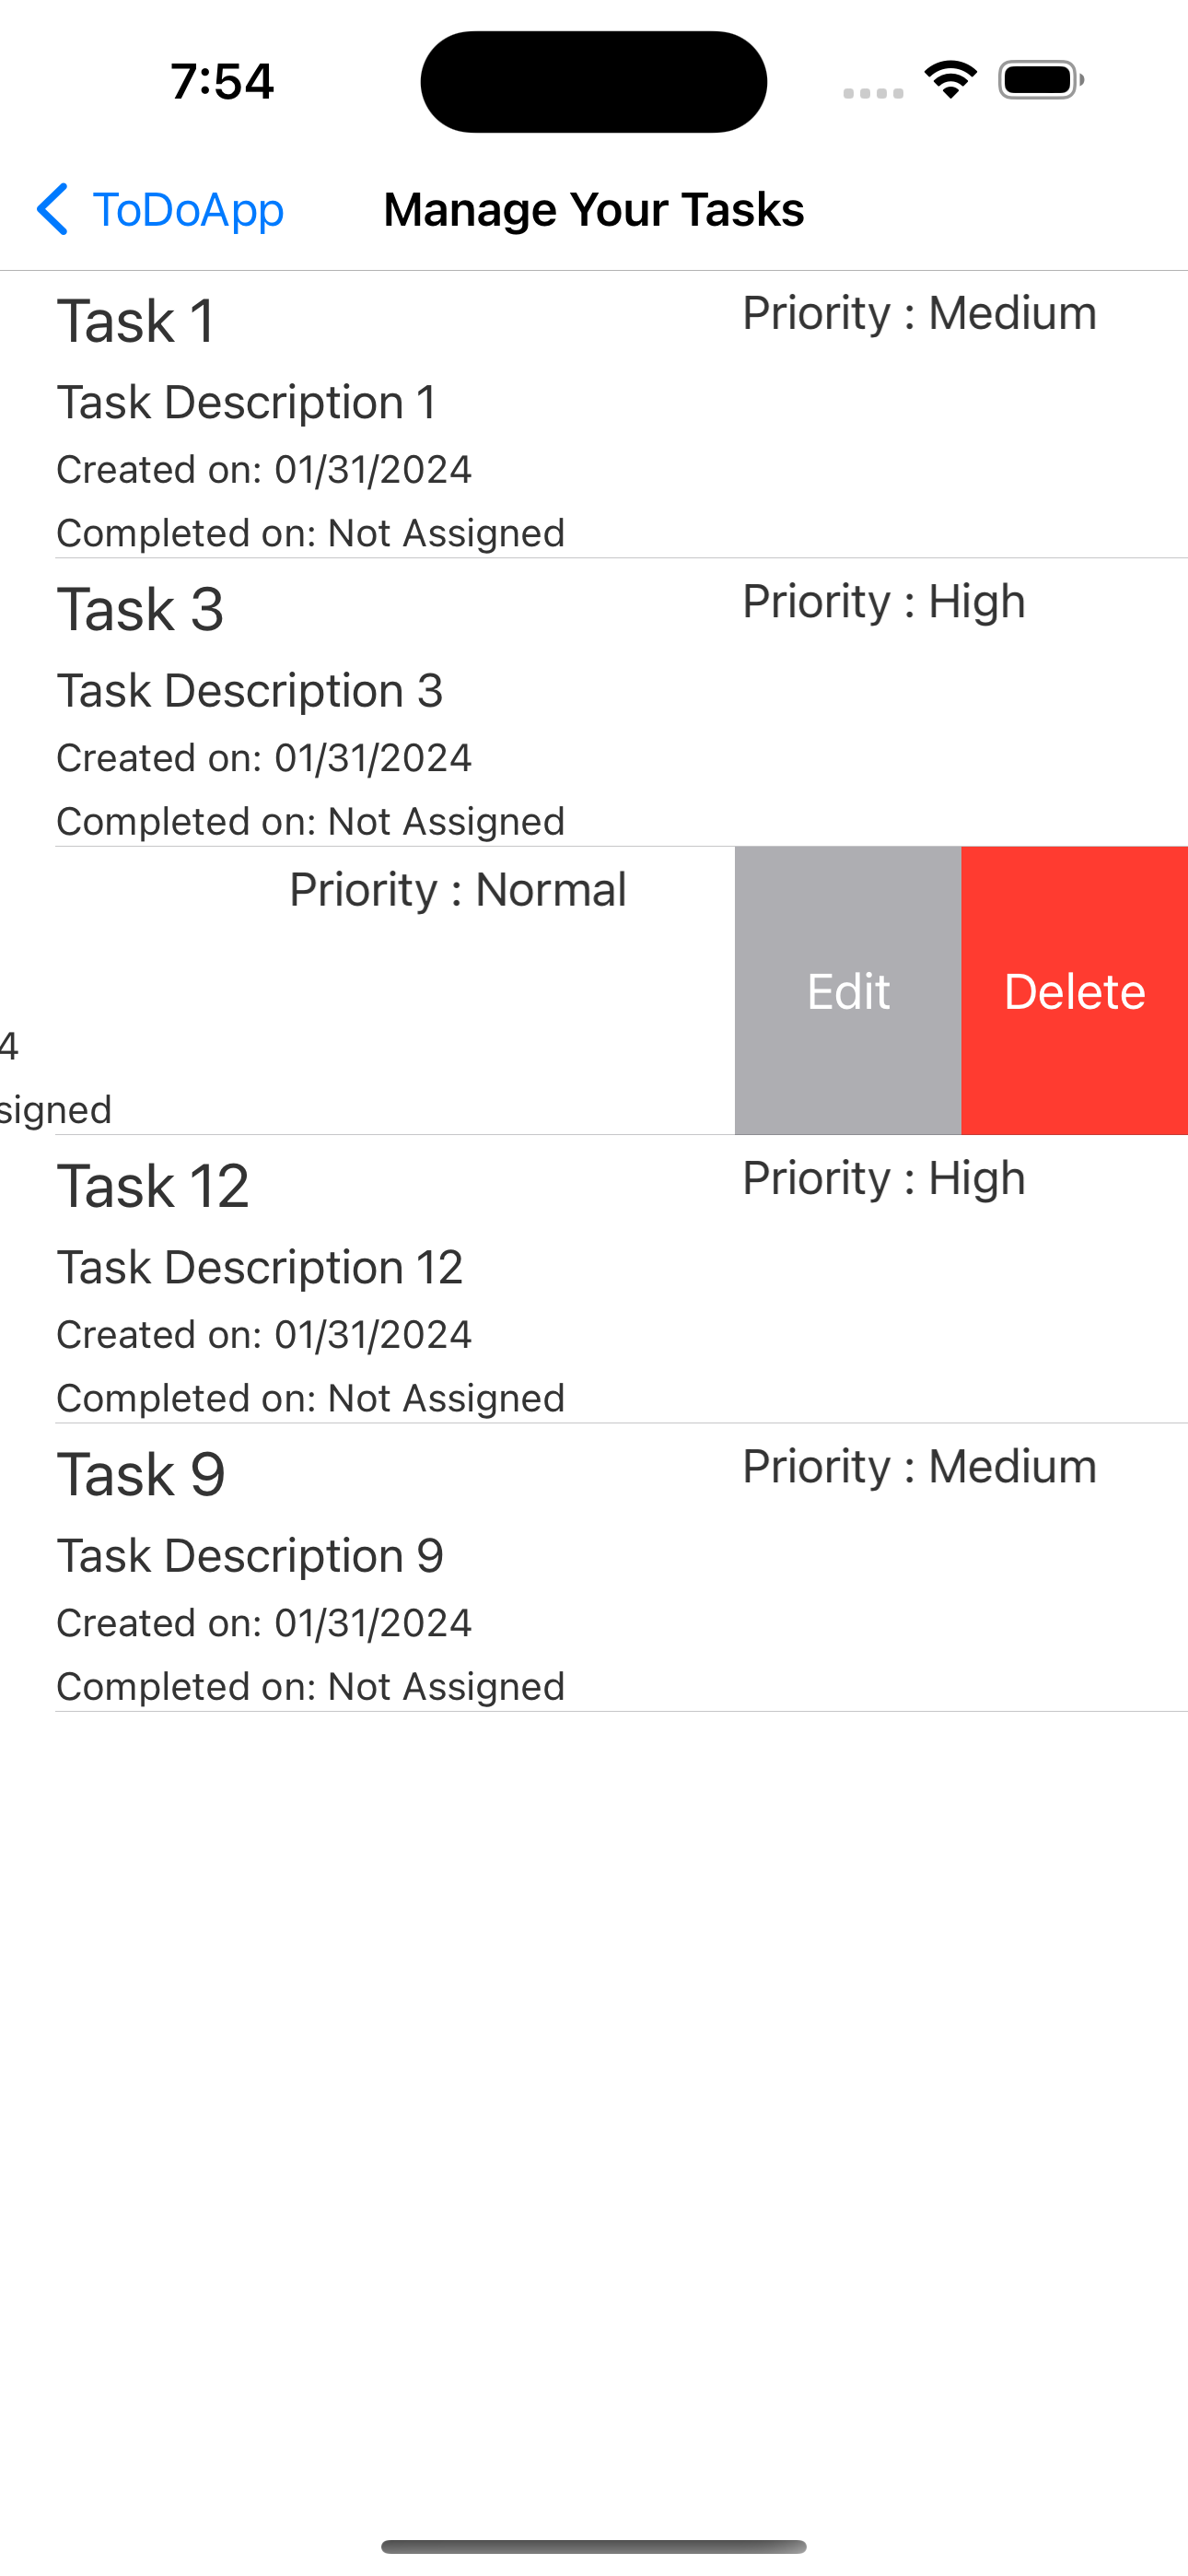 7:54
ToDoApp
Manage Your Tasks
Task 1
Priority : Medium
Task Description 1
Created on: 01/31/2024
Completed on: Not Assigned
Task 3
Priority : High
Task Description 3
Created on: 01/31/2024
Completed on: Not Assigned
Priority : Normal
Edit
Delete
4
signed
Task 12
Priority : High
Task Description 12
Created on: 01/31/2024
Completed on: Not Assigned
Task 9
Priority : Medium
Task Description 9
Created on: 01/31/2024
Completed on: Not Assigned